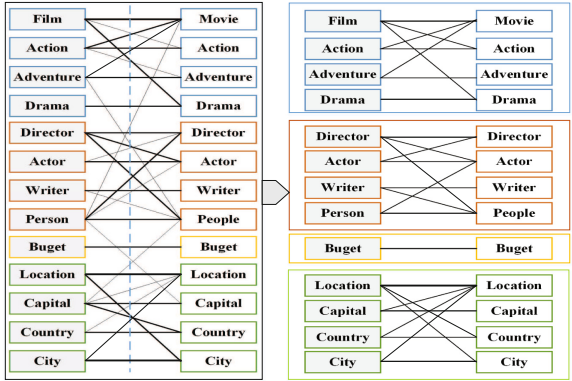 Film Movie
Action Action
Adventure Adventure
Drama Drama
Director Director
Actor Actor
Writer Writer
Person People
Buget Buget
Location Location
Capital Capital
Country Country
City City
Film Movie
Action Action
Adventure Adventure
Drama Drama
Director Director
Actor Actor
Writer Writer
Person People
Buget Buget
Location Location
Capital Capital
Country Country
City City